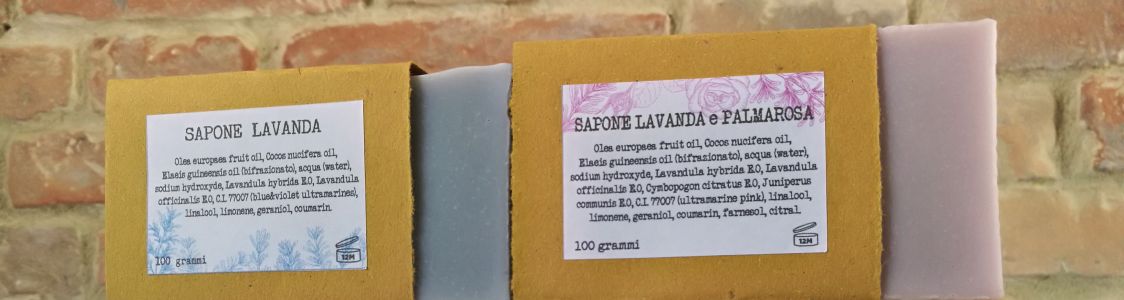 SAPONE LAVANDA
Olea europaea fruit oil, Cocos nucifera oil,
Elaeis guineensis oil (bifrazionato), acqua (water),
sodium hydroxyde, Lavandula hybrida E.O, Lavandula
officinalis E.O, C.I. 77007 (blue&violet ultramarines),
linalool, limonene, geraniol, coumarin.
100 grammi
12M
SAPONE LAVANDA e PALMAROSA
Olea europaea fruit oil, Cocos nucifera oil,
Elaeis guineensis oil (bifrazionato), acqua (water),
sodium hydroxyde, Lavandula hybrida E.O, Lavandula
officinalis E.O, Cymbopogon citratus E.O, Juniperus
communis E.O, C.I. 77007 (ultramarine pink), linalool,
limonene, geraniol, coumarin, farnesol, citral.
100 grammi
12M